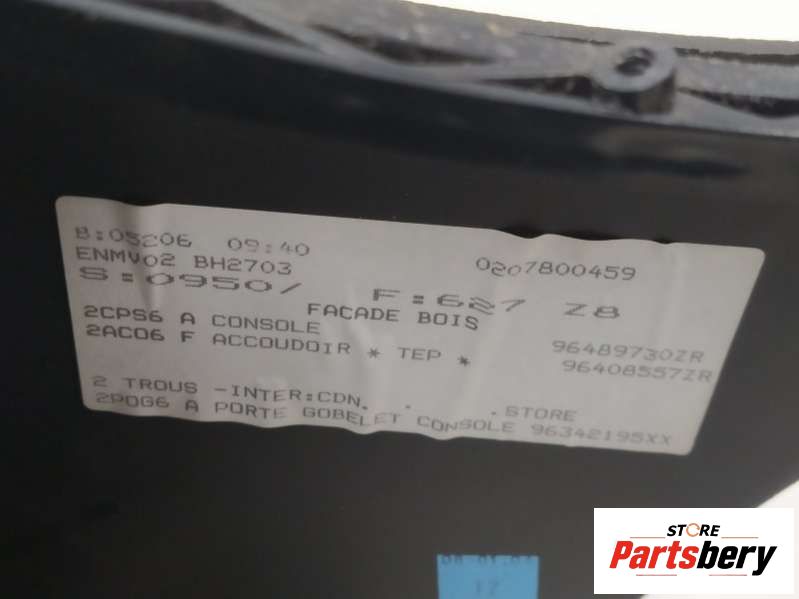 B:05206 09:40
ENMV02 BH2703 0207800459
S:0950/ F:627 Z8
FACADE BOIS
2CPS6 A CONSOLE 96489730ZR
2AC06 F ACCOUDOIR * TEP * 96408557ZR
2 TROUS -INTER:CDN. . .STORE
2POG6 A PORTE GOBELET CONSOLE 96342195XX
17
STORE
Partsbery